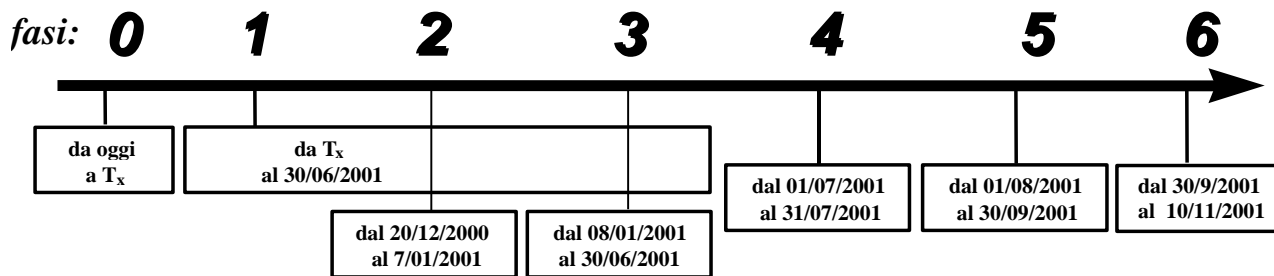 fasi: 0 1 2 3 4 5 6
da oggi
a Tx
da Tx
al 30/06/2001
dal 20/12/2000
al 7/01/2001
dal 08/01/2001
al 30/06/2001
dal 01/07/2001
al 31/07/2001
dal 01/08/2001
al 30/09/2001
dal 30/9/2001
al 10/11/2001